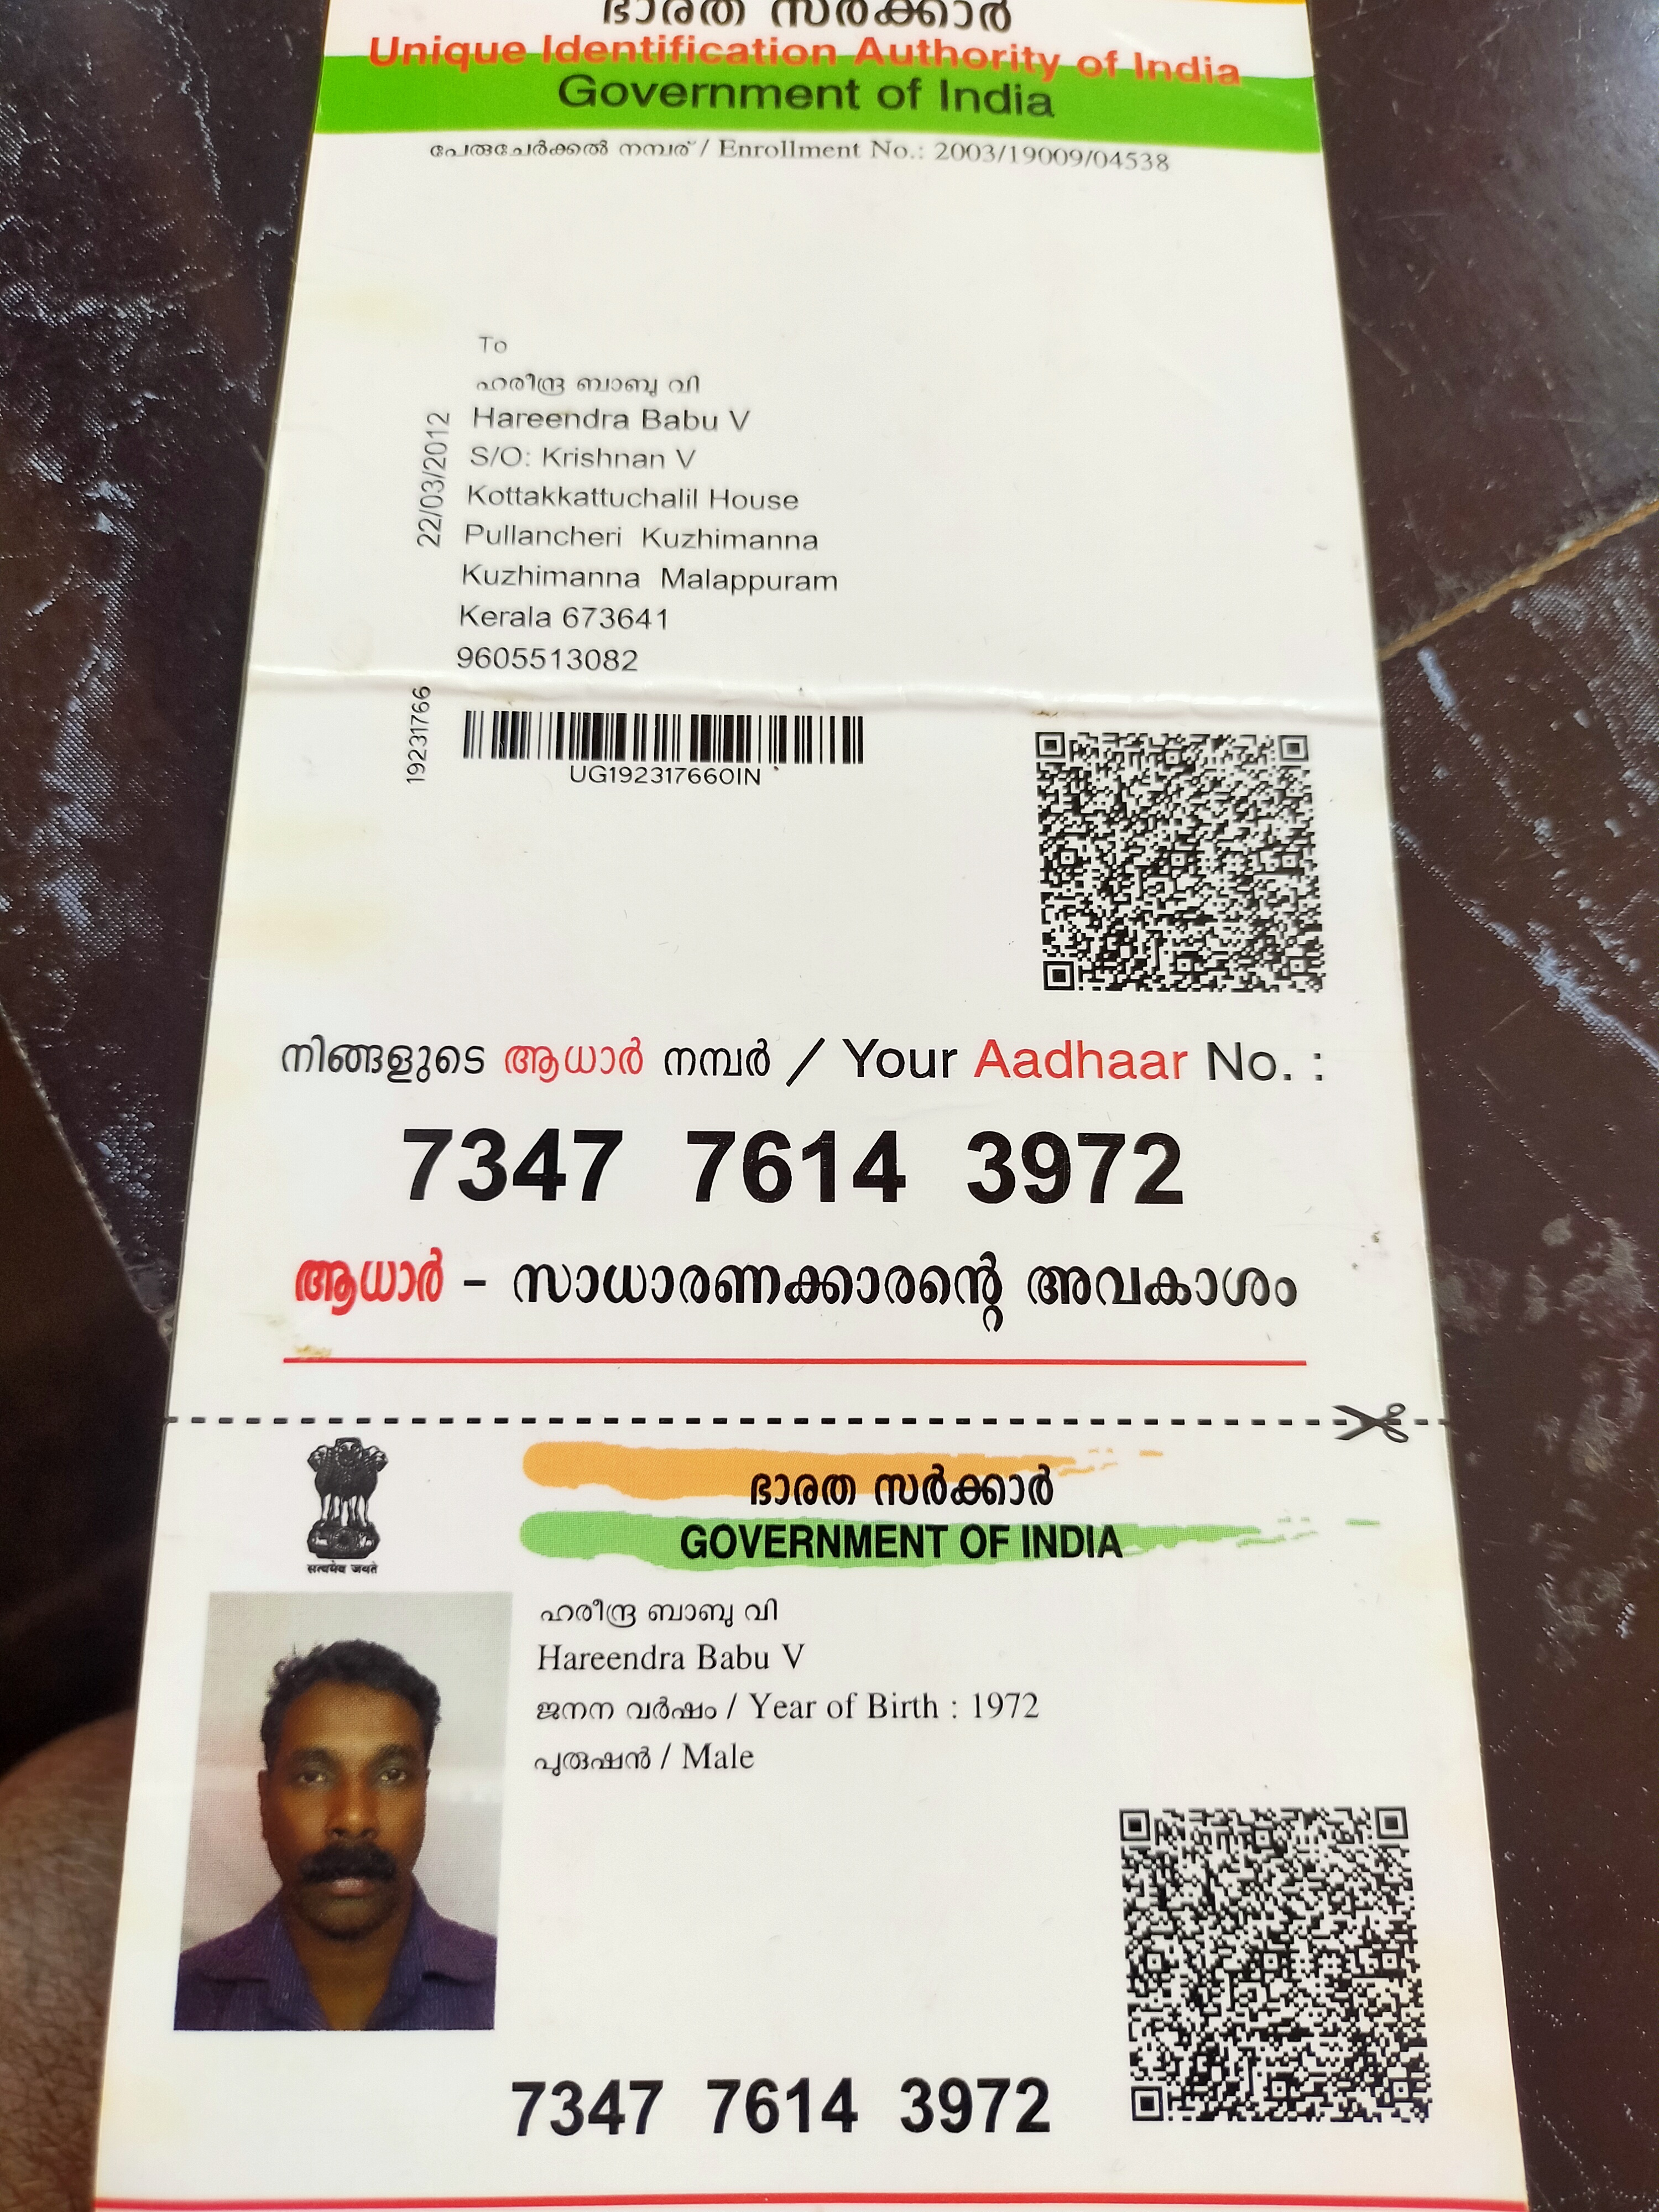 ഭാരത സർക്കാർ
Unique Identification Authority of India
Government of India
പേരുചേർക്കൽ നമ്പര് / Enrollment No.: 2003/19009/04538
To
ഹരീന്ദ്ര ബാബു വി
Hareendra Babu V
S/O: Krishnan V
Kottakkattuchalil House
Pullancheri Kuzhimanna
Kuzhimanna Malappuram
Kerala 673641
9605513082
22/03/2012
19231766
UG192317660IN
നിങ്ങളുടെ ആധാർ നമ്പർ / Your Aadhaar No. :
7347 7614 3972
ആധാർ - സാധാരണക്കാരന്റെ അവകാശം
ഭാരത സർക്കാർ
GOVERNMENT OF INDIA
सत्यमेव जयते
ഹരീന്ദ്ര ബാബു വി
Hareendra Babu V
ജനന വർഷം / Year of Birth : 1972
പുരുഷൻ / Male
7347 7614 3972